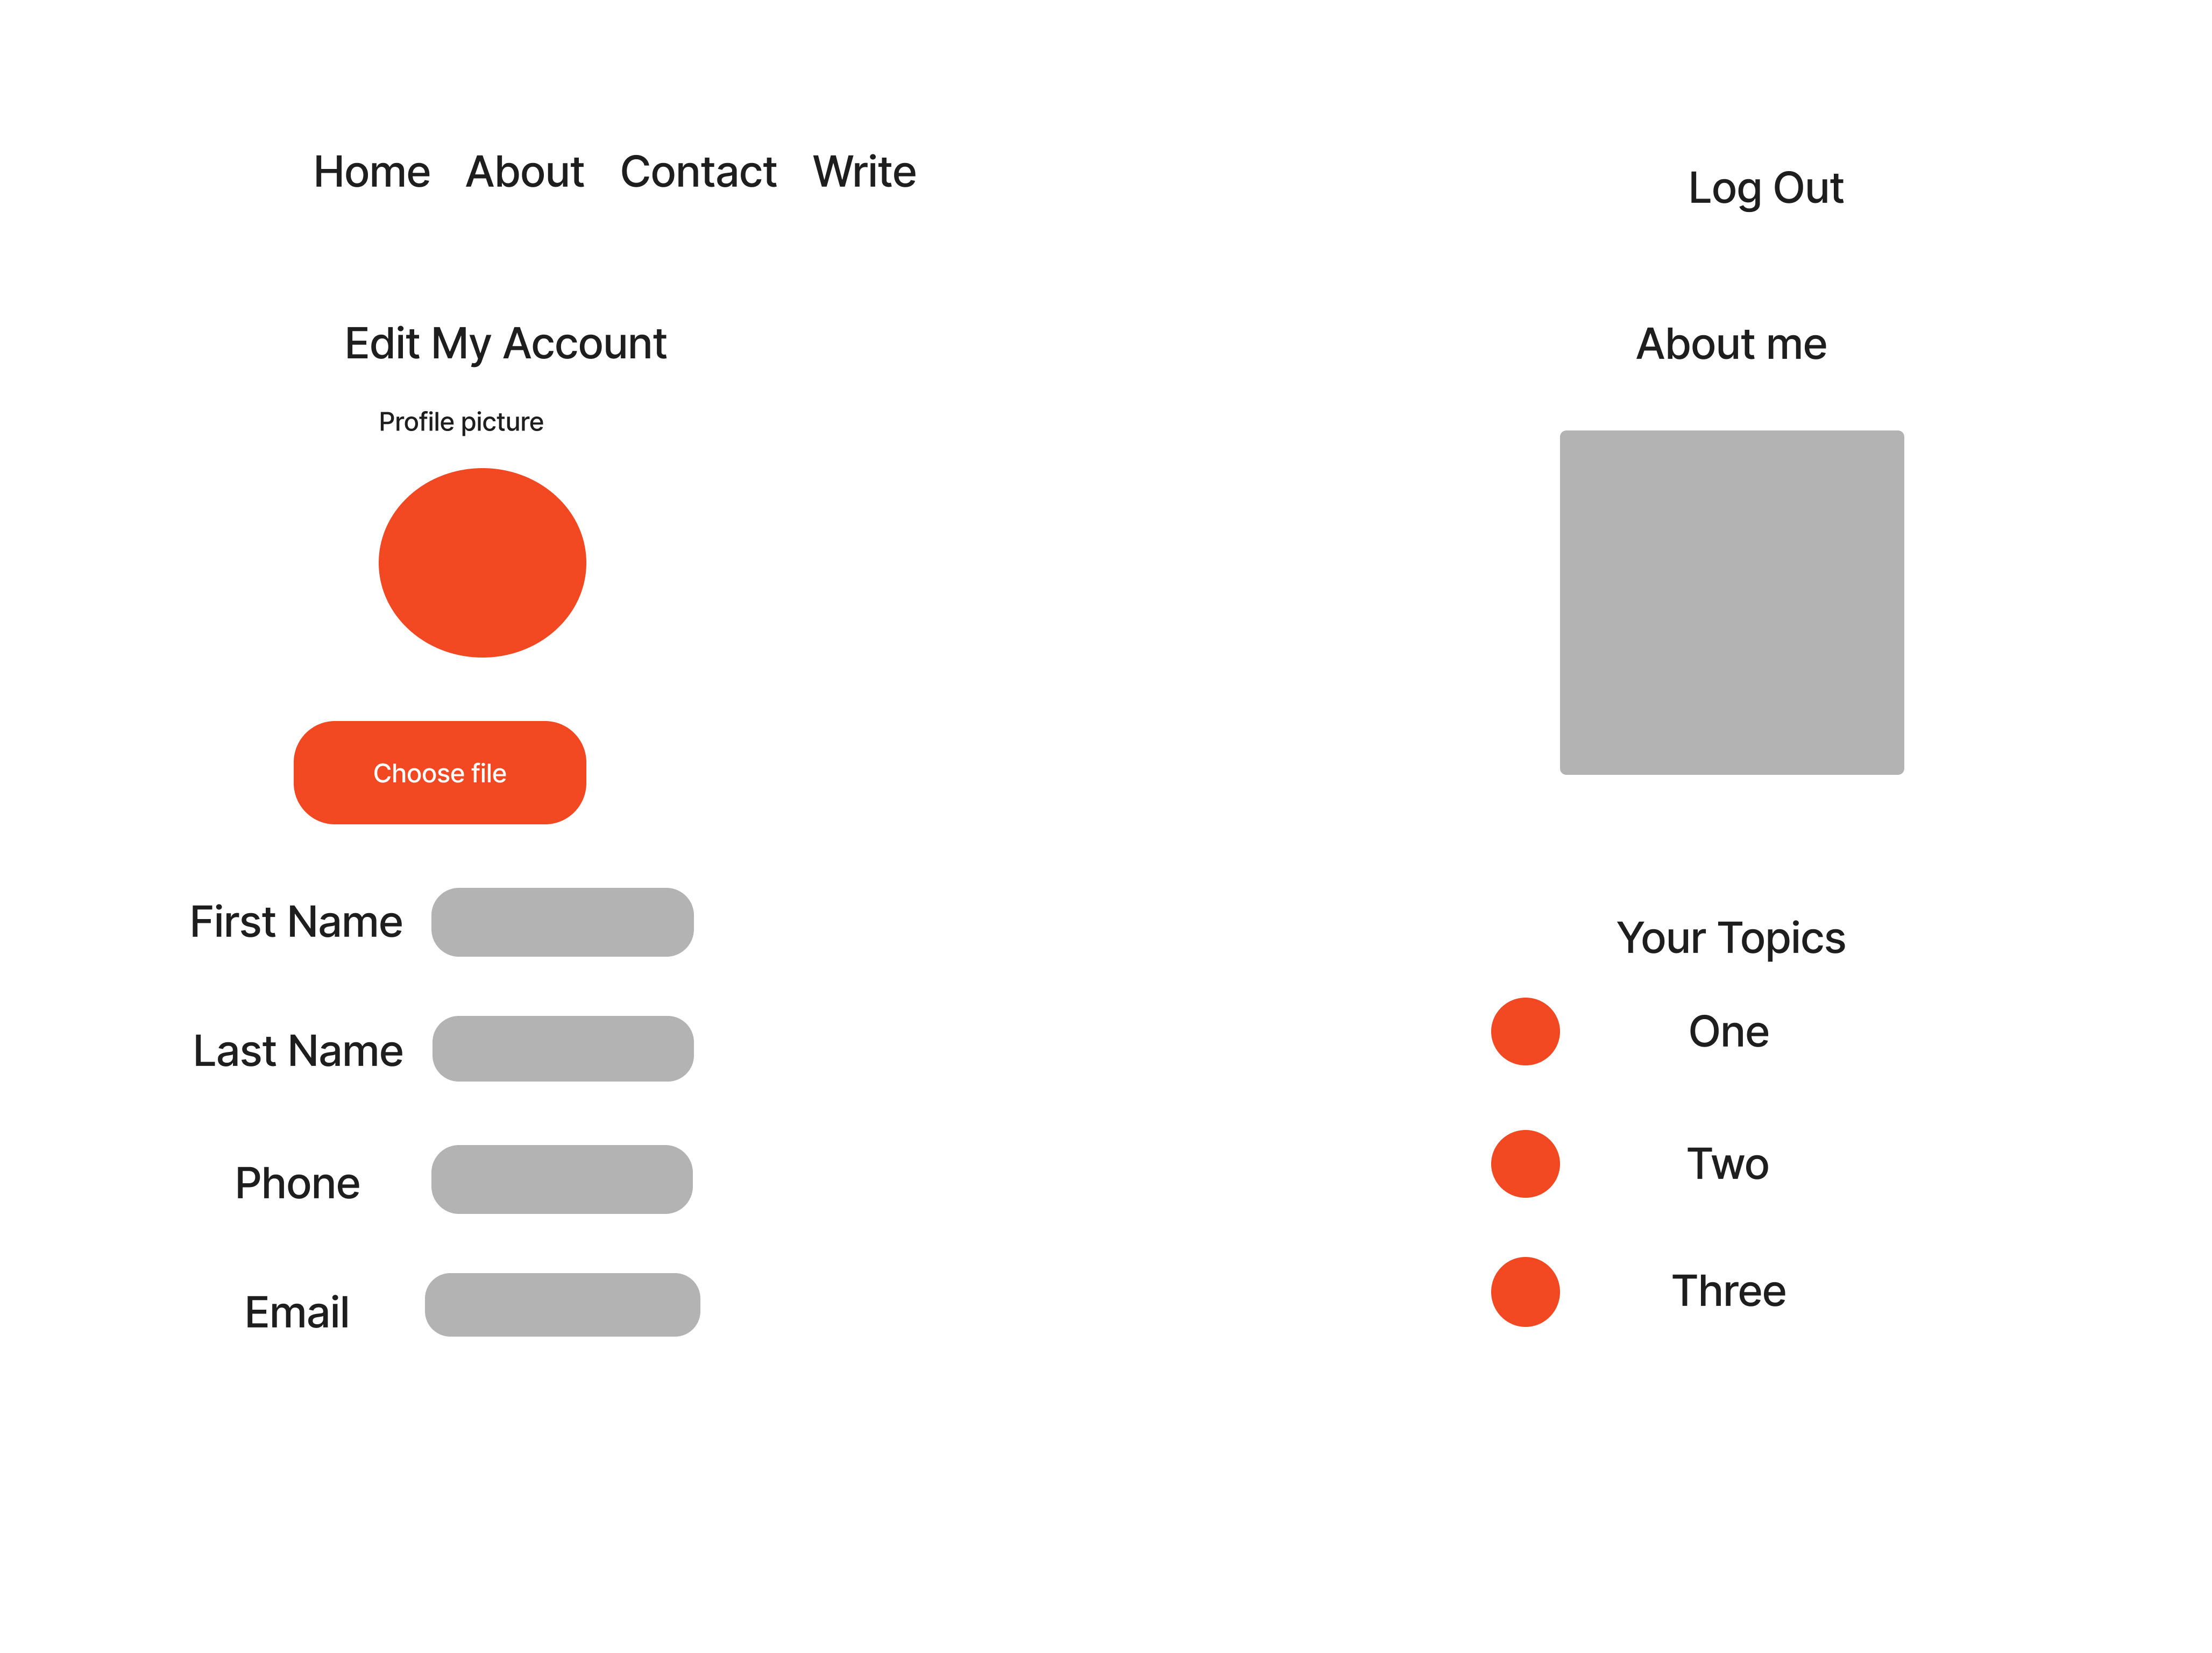 Home About Contact Write
Log Out
Edit My Account
Profile picture
Choose file
First Name
Last Name
Phone
Email
About me
Your Topics
One
Two
Three